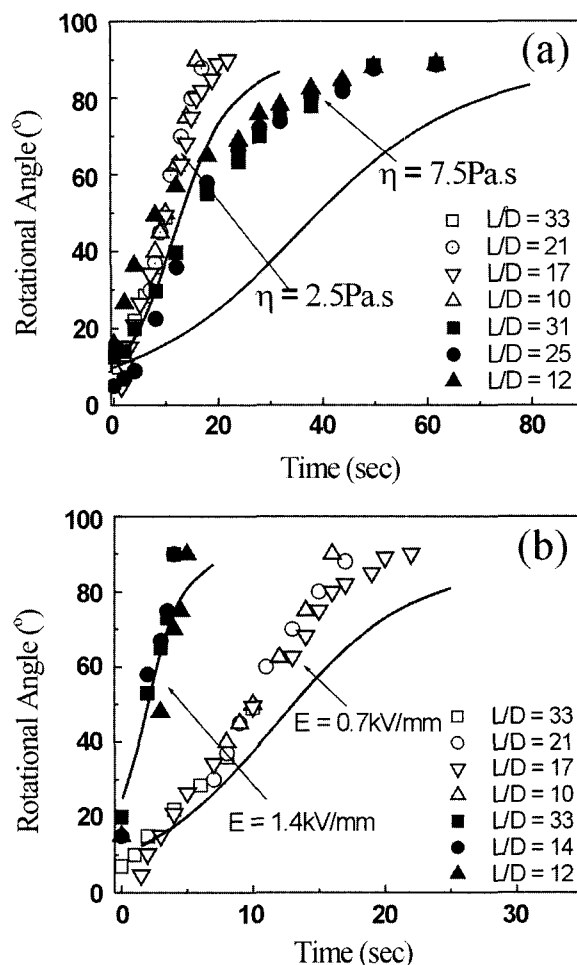 (a)
100
80
60
40
20
0
Rotational Angle (°)
η = 7.5Pa.s
η = 2.5Pa.s
L/D = 33
L/D = 21
L/D = 17
L/D = 10
L/D = 31
L/D = 25
L/D = 12
0 20 40 60 80
Time (sec)
(b)
100
80
60
40
20
0
Rotational Angle (°)
E = 0.7kV/mm
E = 1.4kV/mm
L/D = 33
L/D = 21
L/D = 17
L/D = 10
L/D = 33
L/D = 14
L/D = 12
0 10 20 30
Time (sec)